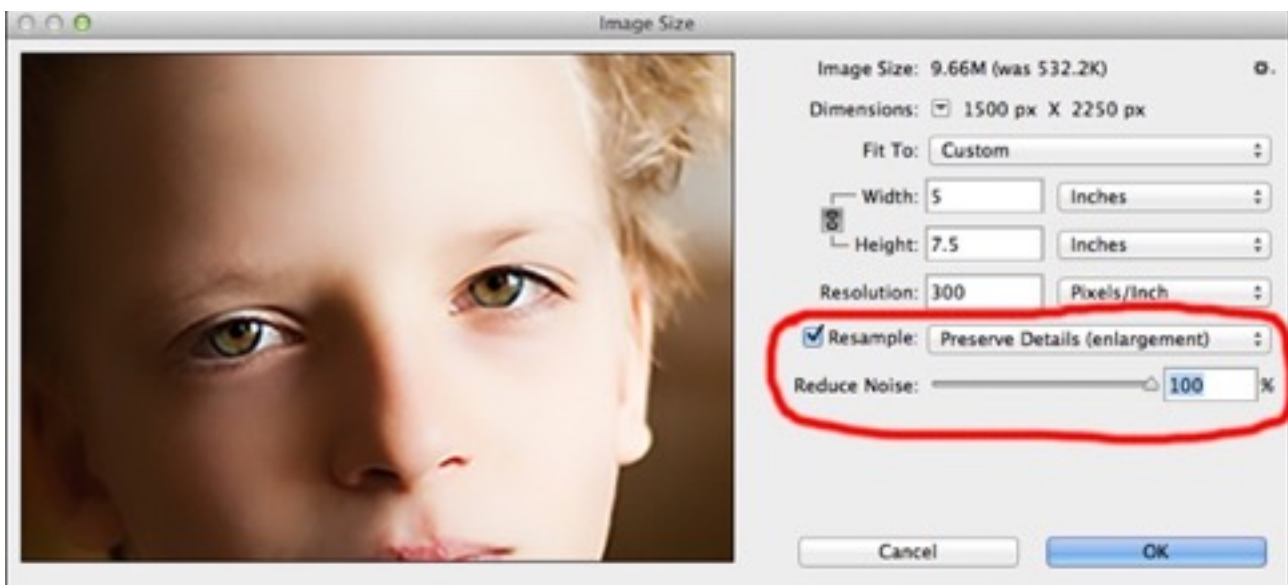 Image Size
Image Size: 9.66M (was 532.2K)
Dimensions: 1500 px X 2250 px
Fit To: Custom
Width: 5 Inches
Height: 7.5 Inches
Resolution: 300 Pixels/Inch
Resample: Preserve Details (enlargement)
Reduce Noise: 100 %
Cancel OK